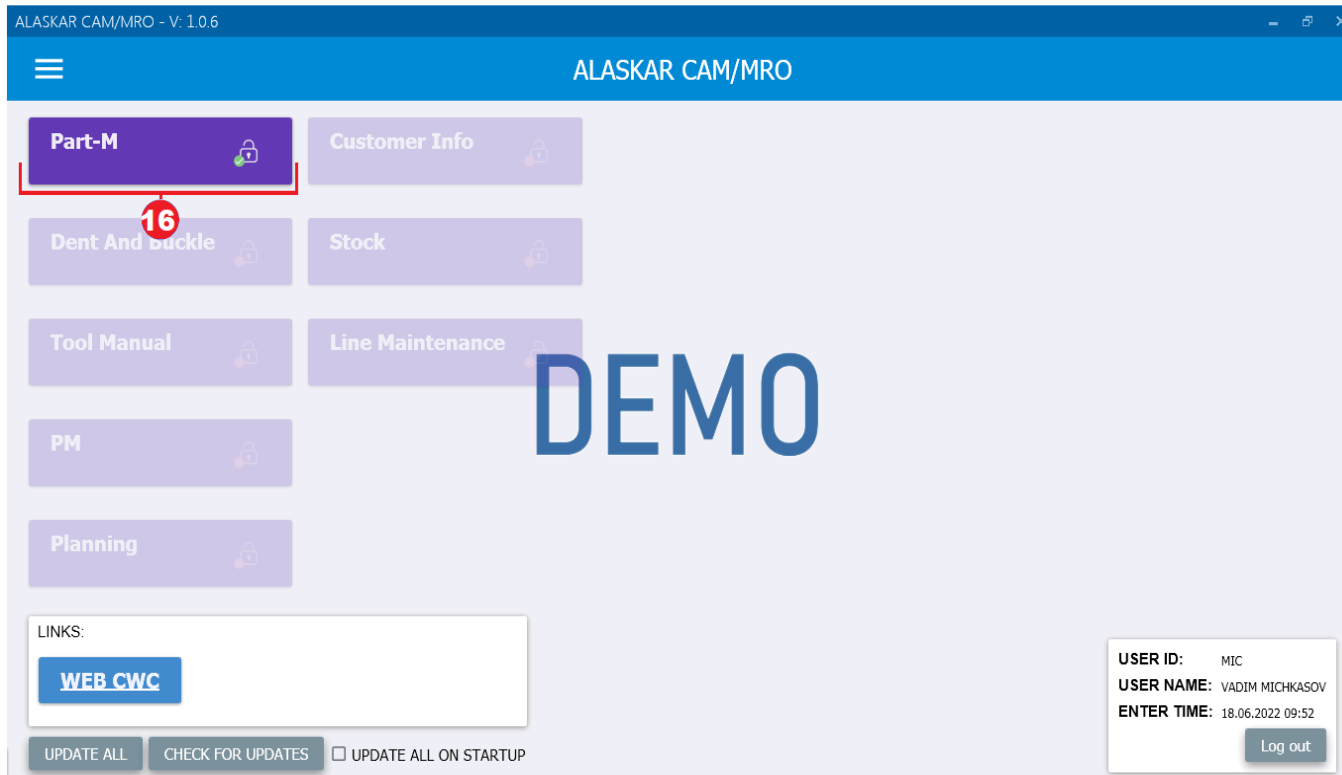 ALASKAR CAM/MRO - V: 1.0.6
ALASKAR CAM/MRO
Part-M
Customer Info
16
Dent And Buckle
Stock
Tool Manual
Line Maintenance
DEMO
PM
Planning
LINKS:
WEB CWC
USER ID: MIC
USER NAME: VADIM MICHKASOV
ENTER TIME: 18.06.2022 09:52
Log out
UPDATE ALL
CHECK FOR UPDATES
UPDATE ALL ON STARTUP